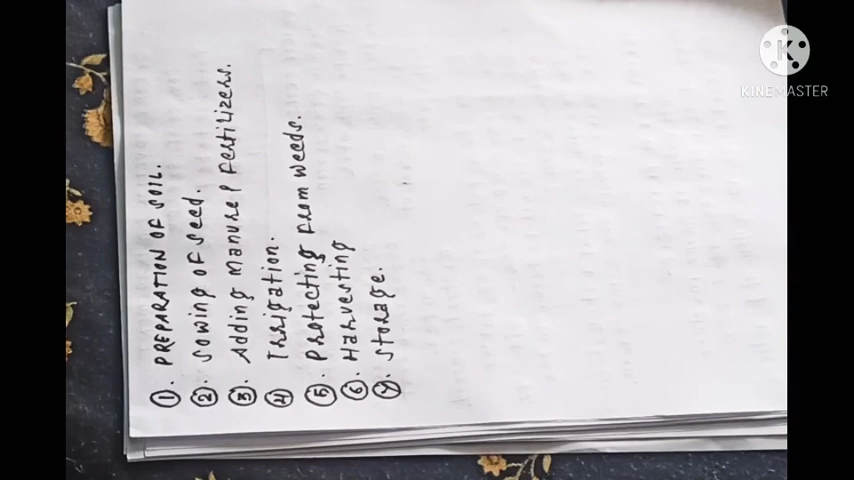 ① . PREPARATION OF SOIL.
② . Sowing of seed.
③ . Adding manure & Fertilizers.
④ Irrigation.
⑤ . Protecting from weeds.
⑥ . Harvesting
⑦ . Storage.
KINEMASTER